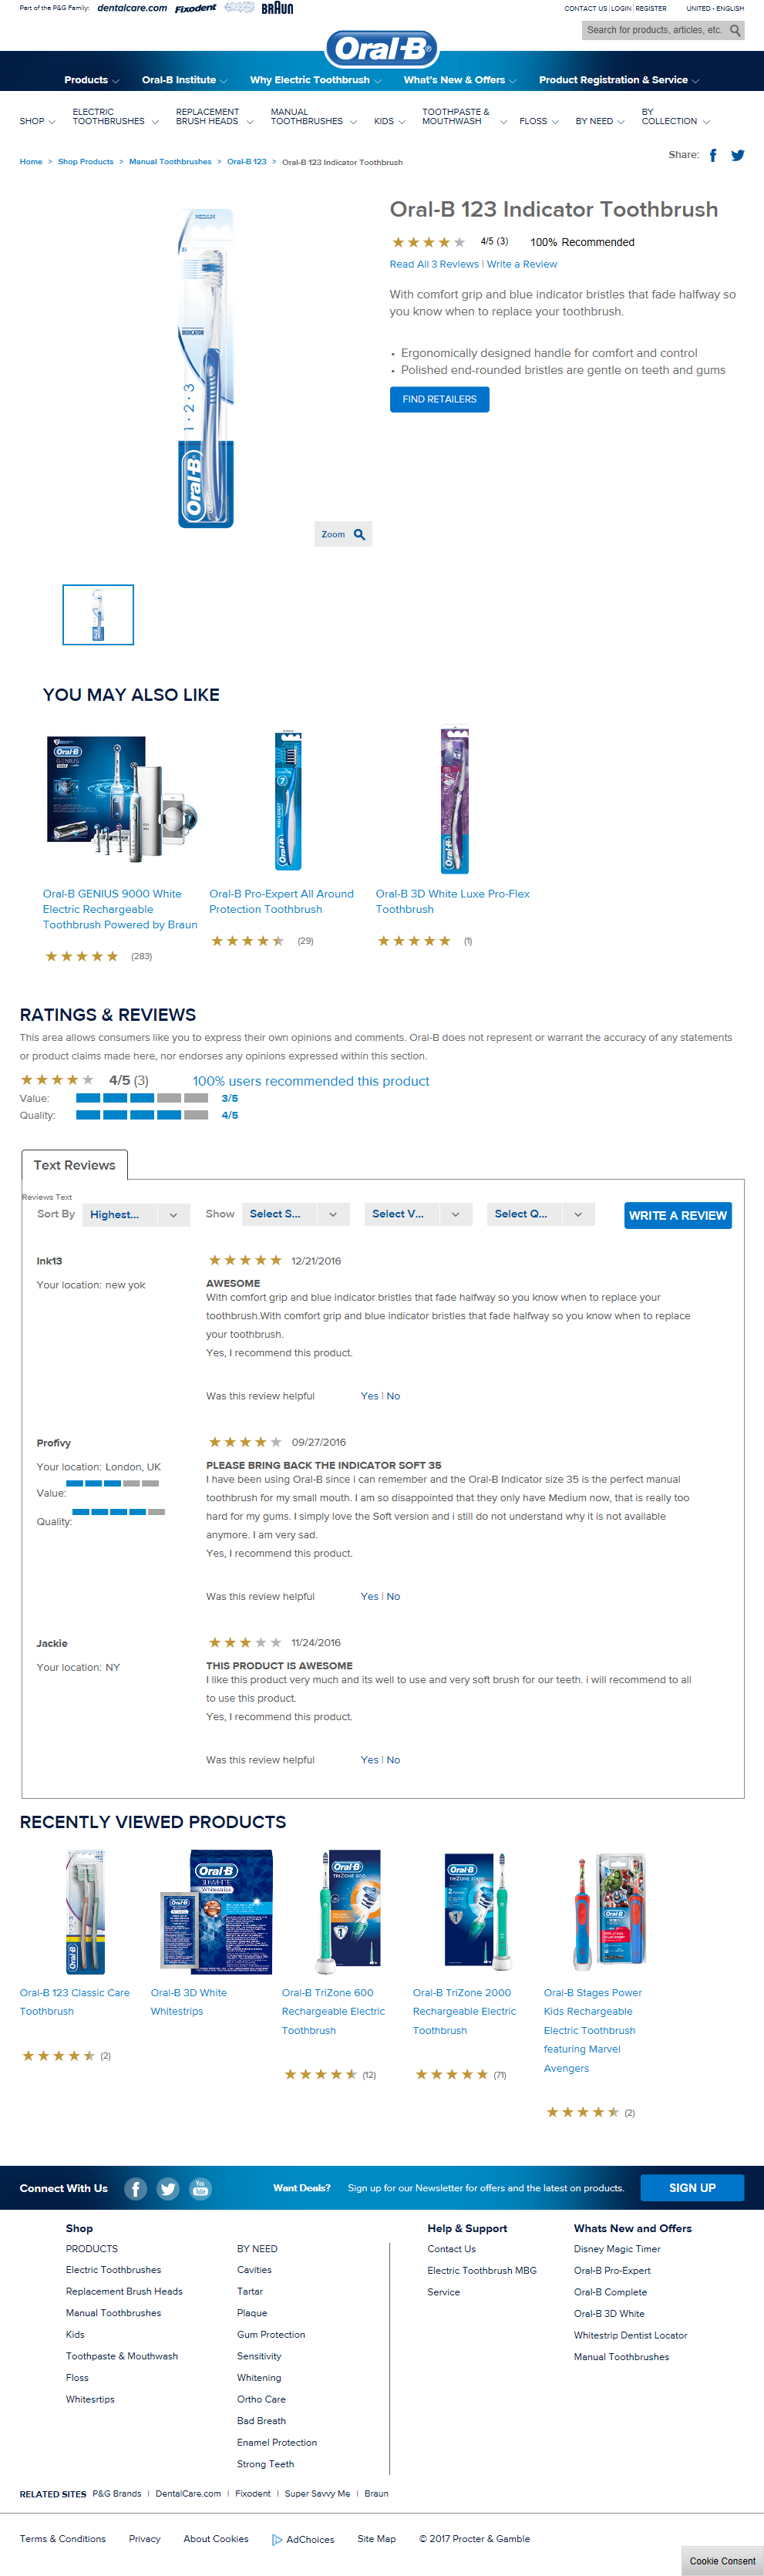 Part of the P&G Family: dentalcare.com Fixodent BRAUN
CONTACT US | LOGIN | REGISTER UNITED - ENGLISH
Search for products, articles, etc.
Oral-B
Products Oral-B Institute Why Electric Toothbrush What's New & Offers Product Registration & Service
SHOP ELECTRIC TOOTHBRUSHES REPLACEMENT BRUSH HEADS MANUAL TOOTHBRUSHES KIDS TOOTHPASTE & MOUTHWASH FLOSS BY NEED BY COLLECTION
Home > Shop Products > Manual Toothbrushes > Oral-B 123 > Oral-B 123 Indicator Toothbrush
Share:
MEDIUM
INDICATOR
1·2·3
Oral-B
Oral-B 123 Indicator Toothbrush
4/5 (3) 100% Recommended
Read All 3 Reviews | Write a Review
With comfort grip and blue indicator bristles that fade halfway so
you know when to replace your toothbrush.
• Ergonomically designed handle for comfort and control
• Polished end-rounded bristles are gentle on teeth and gums
FIND RETAILERS
Zoom
YOU MAY ALSO LIKE
Oral-B
GENIUS
7
Oral-B
Oral-B
Oral-B GENIUS 9000 White
Electric Rechargeable
Toothbrush Powered by Braun
(283)
Oral-B Pro-Expert All Around
Protection Toothbrush
(29)
Oral-B 3D White Luxe Pro-Flex
Toothbrush
(1)
RATINGS & REVIEWS
This area allows consumers like you to express their own opinions and comments. Oral-B does not represent or warrant the accuracy of any statements
or product claims made here, nor endorses any opinions expressed within this section.
4/5 (3) 100% users recommended this product
Value: 3/5
Quality: 4/5
Text Reviews
Reviews Text
Sort By Highest... Show Select S... Select V... Select Q... WRITE A REVIEW
Ink13 12/21/2016
Your location: new yok
AWESOME
With comfort grip and blue indicator bristles that fade halfway so you know when to replace your
toothbrush.With comfort grip and blue indicator bristles that fade halfway so you know when to replace
your toothbrush.
Yes, I recommend this product.
Was this review helpful Yes | No
Profivy 09/27/2016
Your location: London, UK
Value:
Quality:
PLEASE BRING BACK THE INDICATOR SOFT 35
I have been using Oral-B since i can remember and the Oral-B Indicator size 35 is the perfect manual
toothbrush for my small mouth. I am so disappointed that they only have Medium now, that is really too
hard for my gums. I simply love the Soft version and i still do not understand why it is not available
anymore. I am very sad.
Yes, I recommend this product.
Was this review helpful Yes | No
Jackie 11/24/2016
Your location: NY
THIS PRODUCT IS AWESOME
I like this product very much and its well to use and very soft brush for our teeth. i will recommend to all
to use this product.
Yes, I recommend this product.
Was this review helpful Yes | No
RECENTLY VIEWED PRODUCTS
Oral-B
Oral-B
3DWHITE
Whitestrips
Oral-B
Oral-B
TRIZONE 600
Oral-B
TRIZONE 2000
Oral-B
Oral-B 123 Classic Care
Toothbrush
(2)
Oral-B 3D White
Whitestrips
Oral-B TriZone 600
Rechargeable Electric
Toothbrush
(12)
Oral-B TriZone 2000
Rechargeable Electric
Toothbrush
(71)
Oral-B Stages Power
Kids Rechargeable
Electric Toothbrush
featuring Marvel
Avengers
(2)
Connect With Us You Tube Want Deals? Sign up for our Newsletter for offers and the latest on products. SIGN UP
Shop
PRODUCTS
Electric Toothbrushes
Replacement Brush Heads
Manual Toothbrushes
Kids
Toothpaste & Mouthwash
Floss
Whitesrtips
BY NEED
Cavities
Tartar
Plaque
Gum Protection
Sensitivity
Whitening
Ortho Care
Bad Breath
Enamel Protection
Strong Teeth
Help & Support
Contact Us
Electric Toothbrush MBG
Service
Whats New and Offers
Disney Magic Timer
Oral-B Pro-Expert
Oral-B Complete
Oral-B 3D White
Whitestrip Dentist Locator
Manual Toothbrushes
RELATED SITES P&G Brands | DentalCare.com | Fixodent | Super Savvy Me | Braun
Terms & Conditions Privacy About Cookies AdChoices Site Map © 2017 Procter & Gamble
Cookie Consent